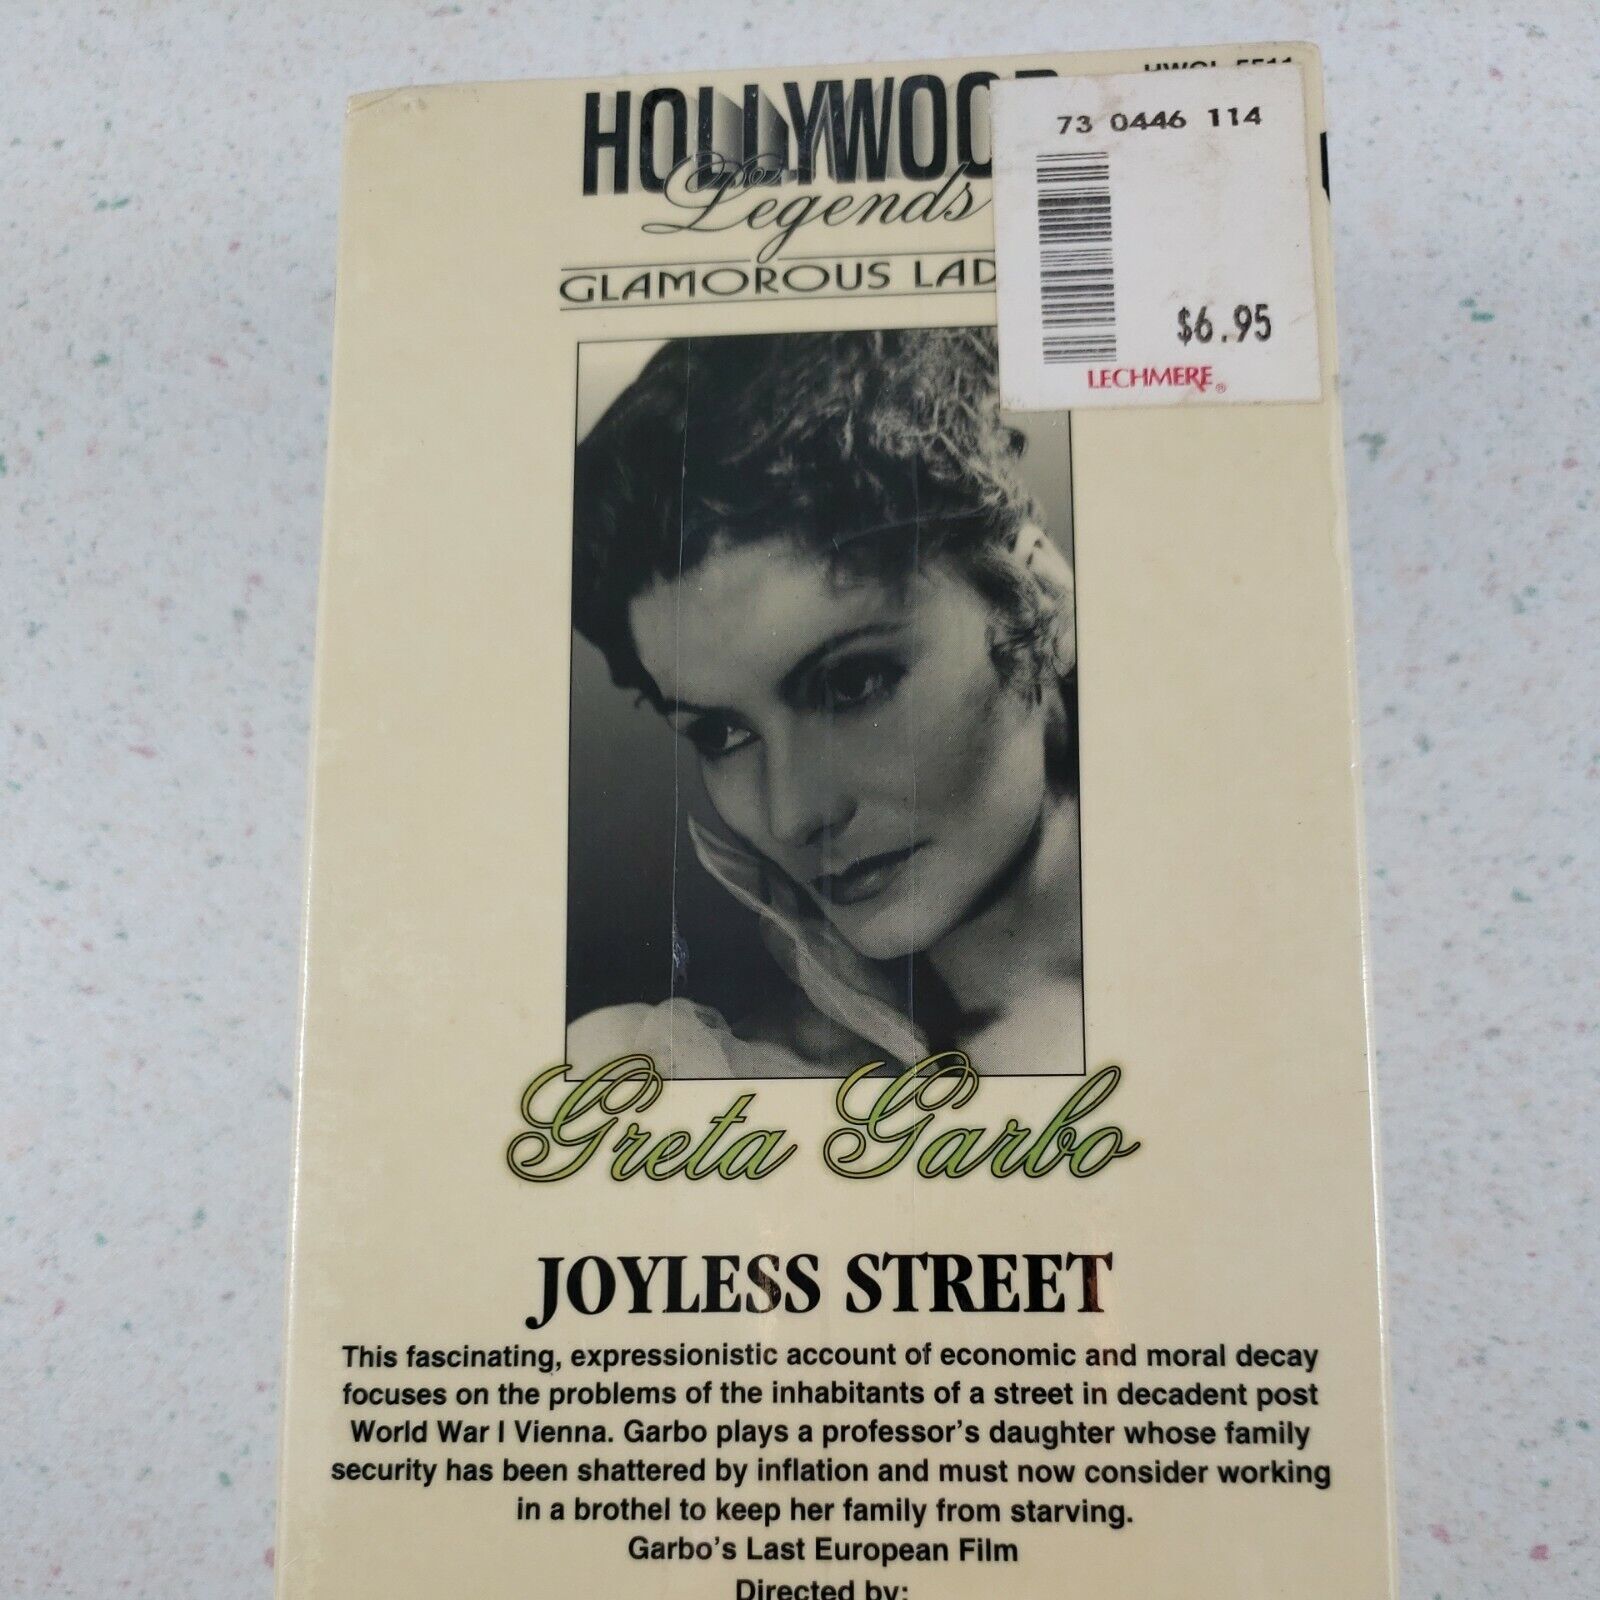 HOLLYWOOD
Legends
GLAMOROUS LAD
73 0446 114
$6.95
LECHMERE®
Greta Garbo
JOYLESS STREET
This fascinating, expressionistic account of economic and moral decay
focuses on the problems of the inhabitants of a street in decadent post
World War I Vienna. Garbo plays a professor's daughter whose family
security has been shattered by inflation and must now consider working
in a brothel to keep her family from starving.
Garbo's Last European Film
Directed by: